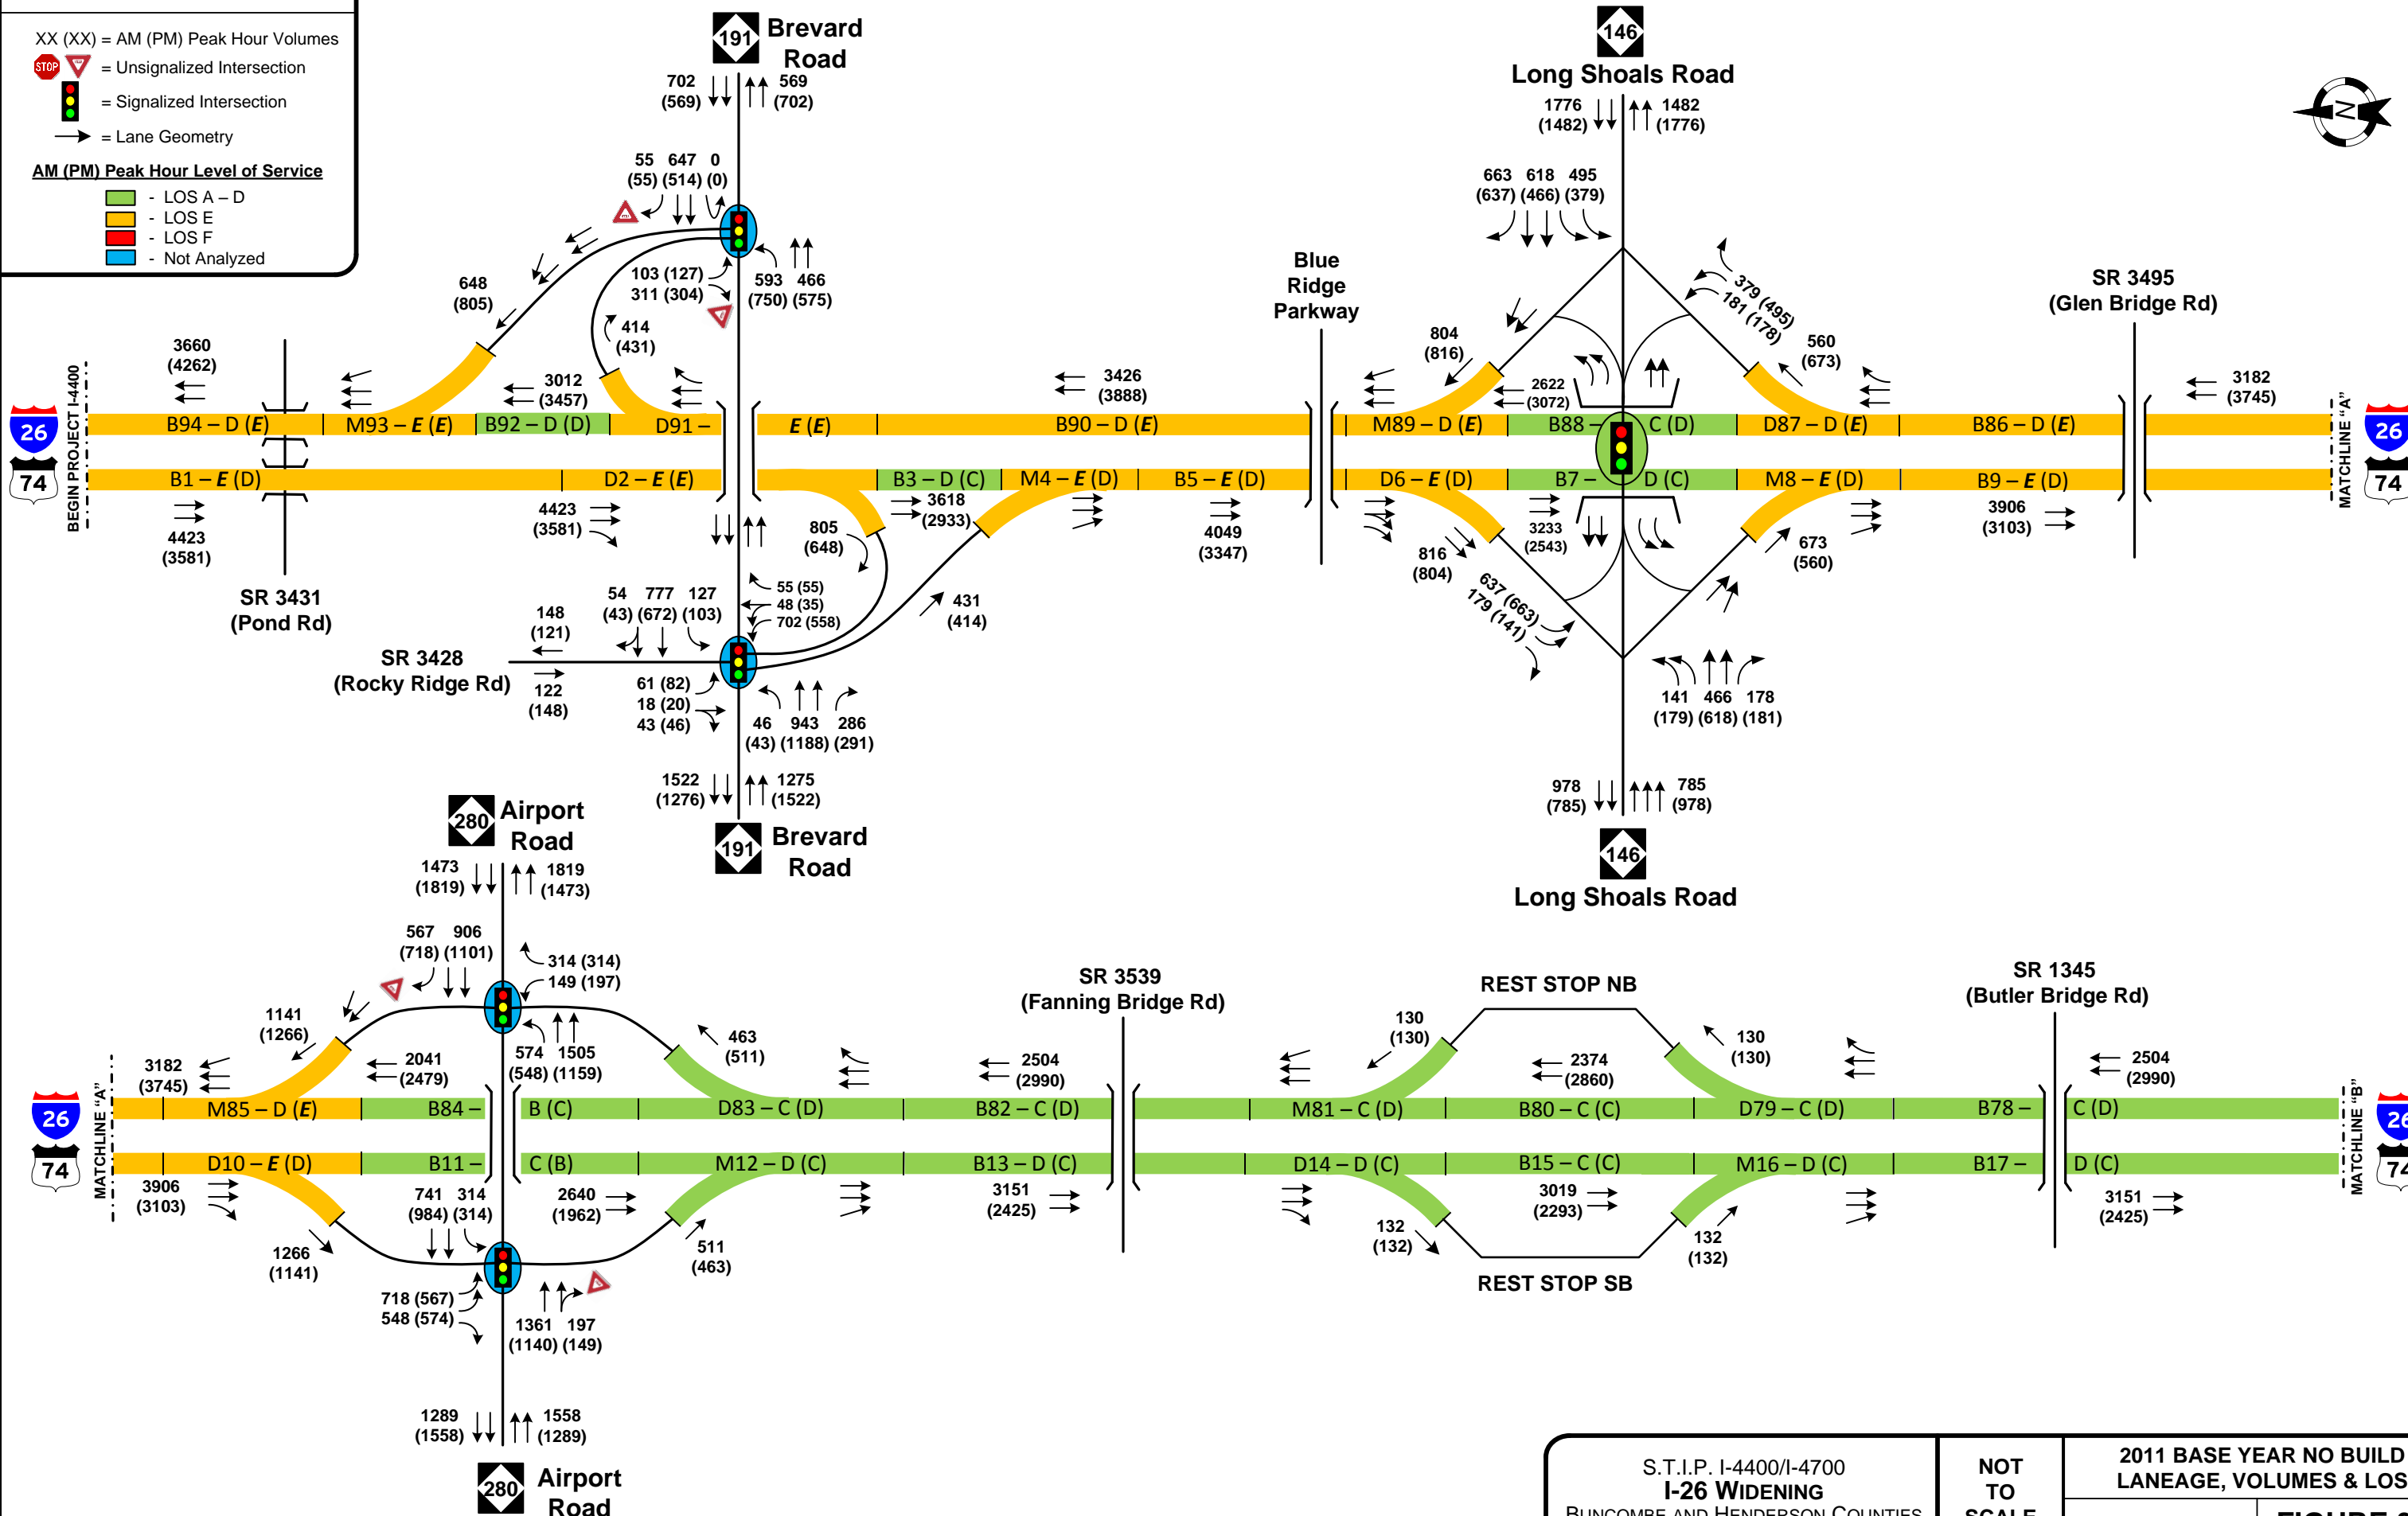 XX (XX) = AM (PM) Peak Hour Volumes
STOP
= Unsignalized Intersection
= Signalized Intersection
= Lane Geometry
AM (PM) Peak Hour Level of Service
- LOS A – D
- LOS E
- LOS F
- Not Analyzed
191
Brevard
Road
702
(569)
569
(702)
55 647 0
(55) (514) (0)
648
(805)
103 (127)
311 (304)
593 466
(750) (575)
414
(431)
146
Long Shoals Road
1776
(1482)
1482
(1776)
663 618 495
(637) (466) (379)
N
Blue
Ridge
Parkway
SR 3495
(Glen Bridge Rd)
379 (495)
181 (178)
804
(816)
560
(673)
3660
(4262)
3012
(3457)
3426
(3888)
2622
(3072)
3182
(3745)
BEGIN PROJECT I-4400
26
74
B94 – D (E)
M93 – E (E)
B92 – D (D)
D91 – E (E)
B90 – D (E)
M89 – D (E)
B88 – C (D)
D87 – D (E)
B86 – D (E)
MATCHLINE "A"
26
74
B1 – E (D)
D2 – E (E)
B3 – D (C)
M4 – E (D)
B5 – E (D)
D6 – E (D)
B7 – D (C)
M8 – E (D)
B9 – E (D)
4423
(3581)
4423
(3581)
805
(648)
3618
(2933)
4049
(3347)
3233
(2543)
3906
(3103)
816
(804)
673
(560)
637 (663)
179 (141)
SR 3431
(Pond Rd)
148
(121)
54 777 127
(43) (672) (103)
55 (55)
48 (35)
702 (558)
431
(414)
SR 3428
(Rocky Ridge Rd)
122
(148)
61 (82)
18 (20)
43 (46)
46 943 286
(43) (1188) (291)
141 466 178
(179) (618) (181)
1522
(1276)
1275
(1522)
191
Brevard
Road
978
(785)
785
(978)
146
Long Shoals Road
280
Airport
Road
1473
(1819)
1819
(1473)
567 906
(718) (1101)
314 (314)
149 (197)
1141
(1266)
574 1505
(548) (1159)
463
(511)
SR 3539
(Fanning Bridge Rd)
REST STOP NB
SR 1345
(Butler Bridge Rd)
130
(130)
130
(130)
3182
(3745)
2041
(2479)
2504
(2990)
2374
(2860)
2504
(2990)
26
74
MATCHLINE "A"
M85 – D (E)
B84 – B (C)
D83 – C (D)
B82 – C (D)
M81 – C (D)
B80 – C (C)
D79 – C (D)
B78 – C (D)
MATCHLINE "B"
D10 – E (D)
B11 – C (B)
M12 – D (C)
B13 – D (C)
D14 – D (C)
B15 – C (C)
M16 – D (C)
B17 – D (C)
3906
(3103)
741 314
(984) (314)
2640
(1962)
3151
(2425)
3019
(2293)
3151
(2425)
1266
(1141)
511
(463)
132
(132)
132
(132)
REST STOP SB
718 (567)
548 (574)
1361 197
(1140) (149)
1289
(1558)
1558
(1289)
280
Airport
Road
S.T.I.P. I-4400/I-4700
I-26 WIDENING
BUNCOMBE AND HENDERSON COUNTIES
NOT
TO
SCALE
2011 BASE YEAR NO BUILD
LANEAGE, VOLUMES & LOS
FIGURE